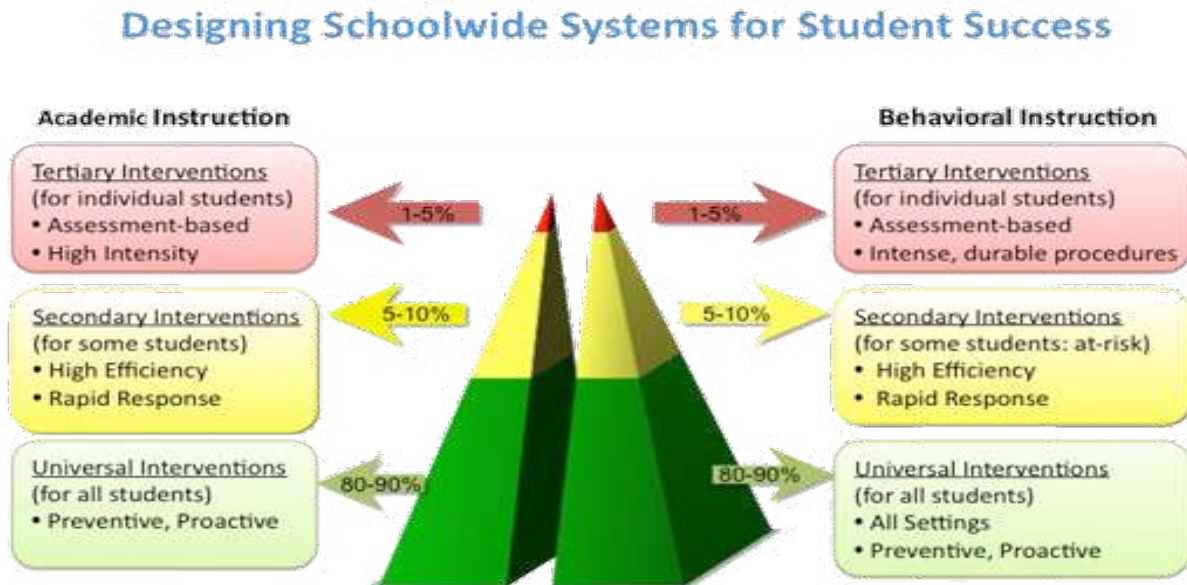 Designing Schoolwide Systems for Student Success
Academic Instruction
Tertiary Interventions
(for individual students)
• Assessment-based
• High Intensity
1-5%
Secondary Interventions
(for some students)
• High Efficiency
• Rapid Response
5-10%
Universal Interventions
(for all students)
• Preventive, Proactive
80-90%
Behavioral Instruction
1-5%
Tertiary Interventions
(for individual students)
• Assessment-based
• Intense, durable procedures
5-10%
Secondary Interventions
(for some students: at-risk)
• High Efficiency
• Rapid Response
80-90%
Universal Interventions
(for all students)
• All Settings
• Preventive, Proactive